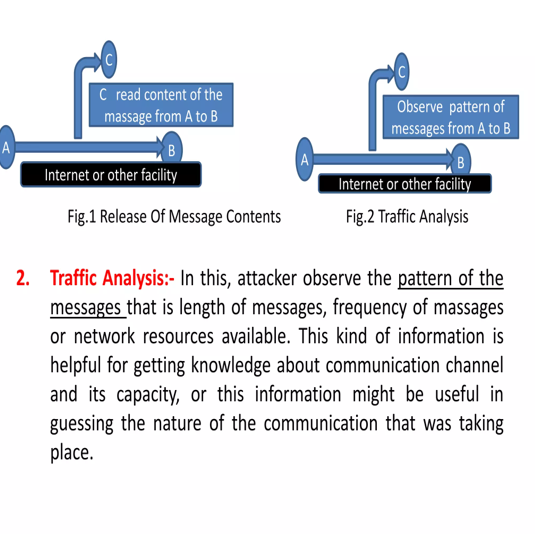 C
C read content of the
massage from A to B
A
B
Internet or other facility
Fig.1 Release Of Message Contents
C
Observe pattern of
messages from A to B
A
B
Internet or other facility
Fig.2 Traffic Analysis
2. Traffic Analysis:- In this, attacker observe the pattern of the
messages that is length of messages, frequency of massages
or network resources available. This kind of information is
helpful for getting knowledge about communication channel
and its capacity, or this information might be useful in
guessing the nature of the communication that was taking
place.